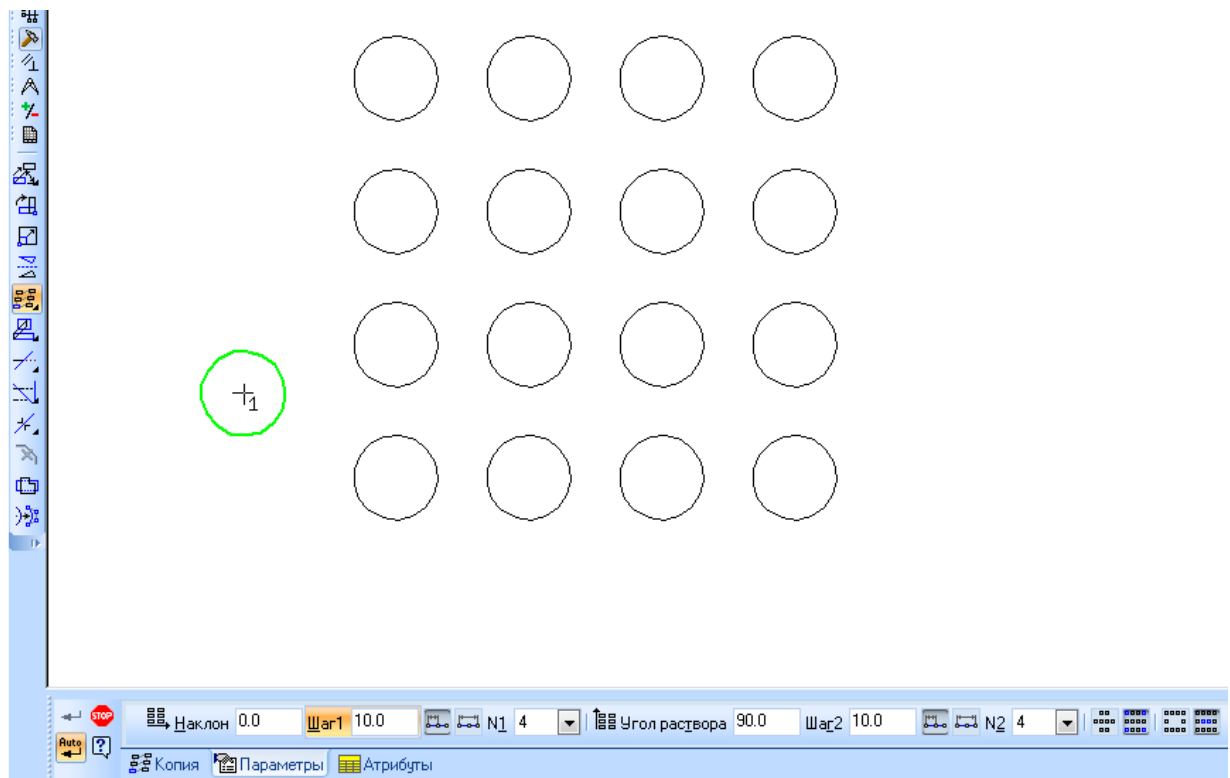 1
STOP Наклон 0.0 Шаг1 10.0 N1 4 Угол раствора 90.0 Шаг2 10.0 N2 4
Auto Копия Параметры Атрибуты